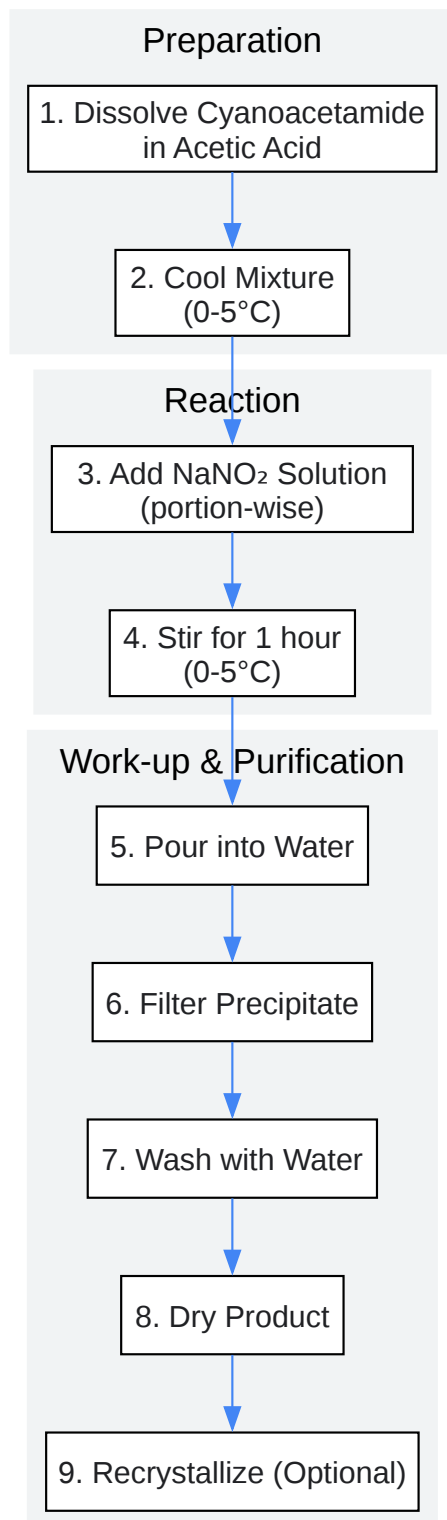 Preparation
1. Dissolve Cyanoacetamide
in Acetic Acid
2. Cool Mixture
(0-5°C)
Reaction
3. Add NaNO₂ Solution
(portion-wise)
4. Stir for 1 hour
(0-5°C)
Work-up & Purification
5. Pour into Water
6. Filter Precipitate
7. Wash with Water
8. Dry Product
9. Recrystallize (Optional)